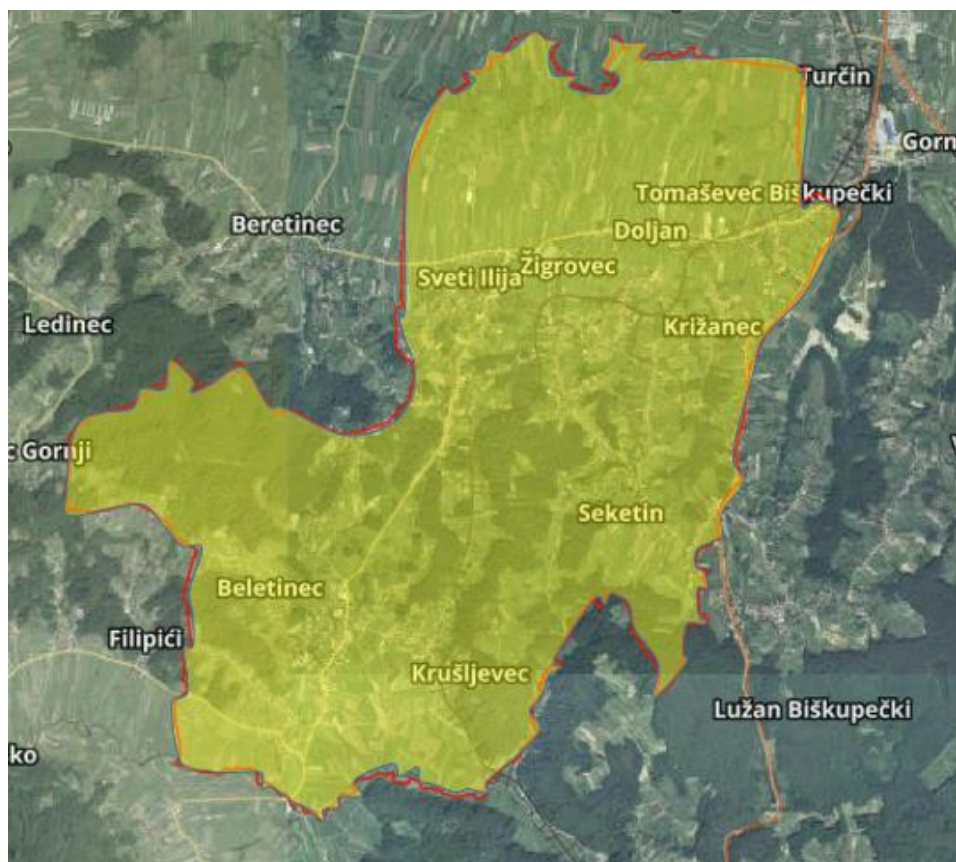 Turčin
Gorn
Tomaševec Biškupečki
Beretinec
Doljan
Žigrovec
Sveti Ilija
Ledinec
Križanec
c Gornji
Seketin
Beletinec
Filipići
Krušljevec
Lužan Biškupečki
ko